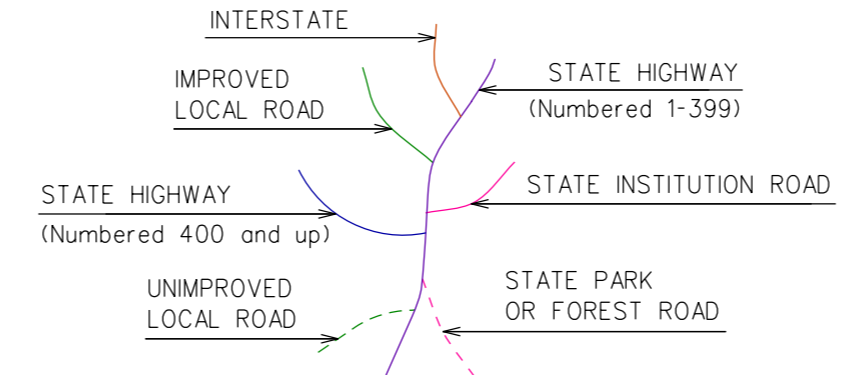 INTERSTATE
IMPROVED
LOCAL ROAD
STATE HIGHWAY
(Numbered 1-399)
STATE HIGHWAY
(Numbered 400 and up)
STATE INSTITUTION ROAD
UNIMPROVED
LOCAL ROAD
STATE PARK
OR FOREST ROAD